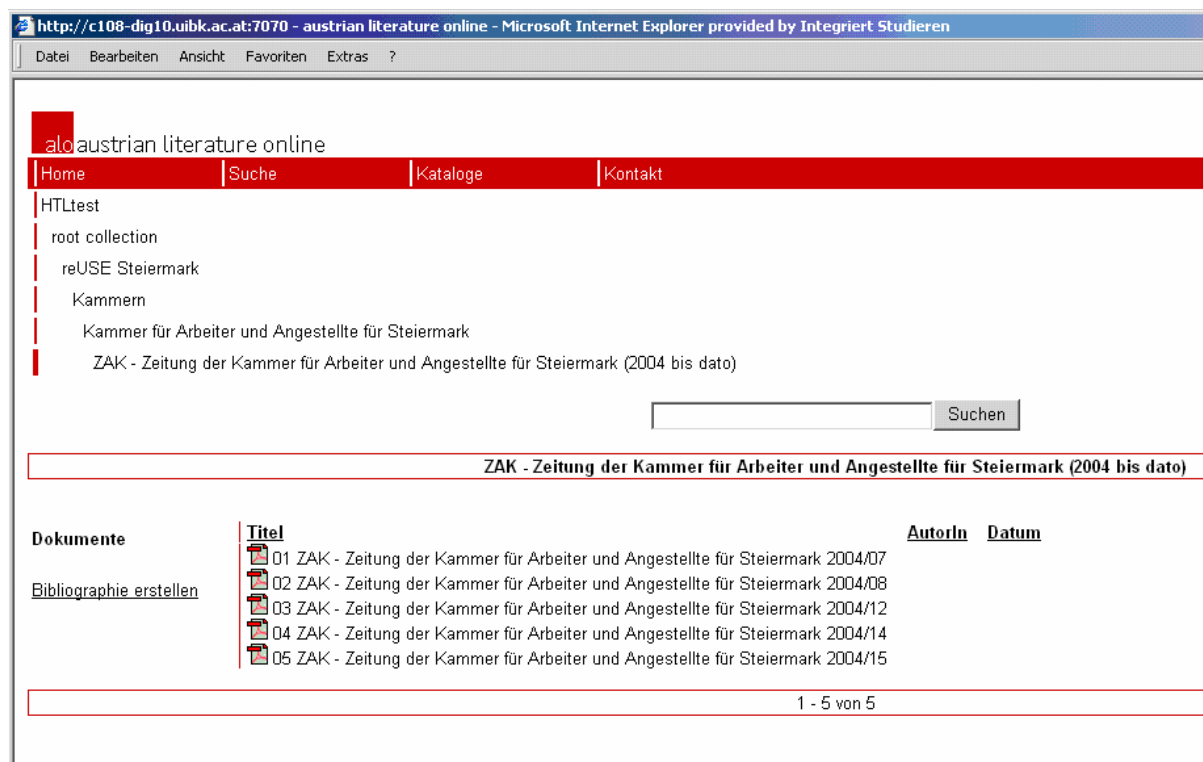 http://c108-dig10.uibk.ac.at:7070 - austrian literature online - Microsoft Internet Explorer provided by Integriert Studieren
Datei Bearbeiten Ansicht Favoriten Extras ?
alo austrian literature online
Home Suche Kataloge Kontakt
HTLtest
root collection
reUSE Steiermark
Kammern
Kammer für Arbeiter und Angestellte für Steiermark
ZAK - Zeitung der Kammer für Arbeiter und Angestellte für Steiermark (2004 bis dato)
Suchen
ZAK - Zeitung der Kammer für Arbeiter und Angestellte für Steiermark (2004 bis dato)
Dokumente
Bibliographie erstellen
Titel AutorIn Datum
01 ZAK - Zeitung der Kammer für Arbeiter und Angestellte für Steiermark 2004/07
02 ZAK - Zeitung der Kammer für Arbeiter und Angestellte für Steiermark 2004/08
03 ZAK - Zeitung der Kammer für Arbeiter und Angestellte für Steiermark 2004/12
04 ZAK - Zeitung der Kammer für Arbeiter und Angestellte für Steiermark 2004/14
05 ZAK - Zeitung der Kammer für Arbeiter und Angestellte für Steiermark 2004/15
1 - 5 von 5